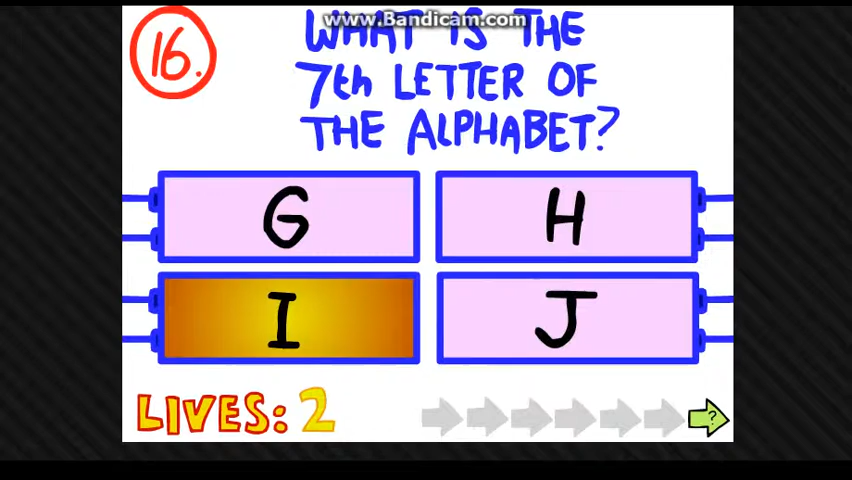 www.Bandicam.com
16.
WHAT IS THE
7th LETTER OF
THE ALPHABET?
G
H
I
J
LIVES: 2
?